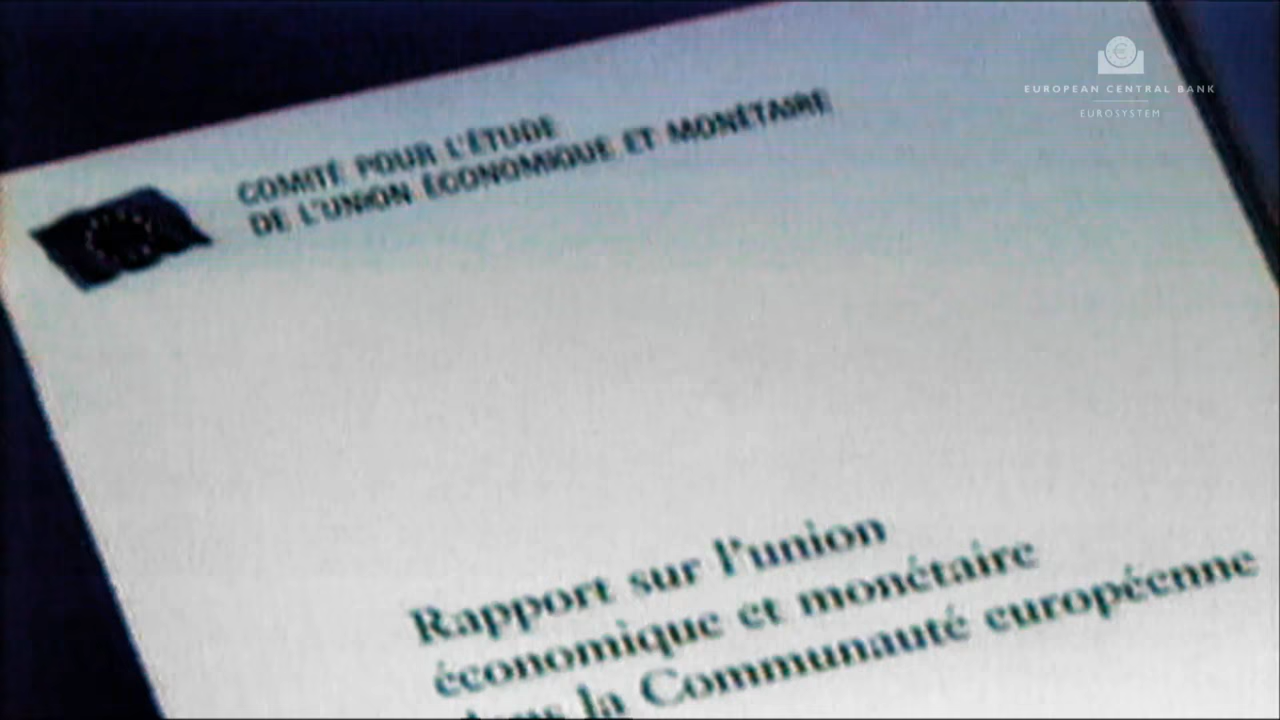 EUROPEAN CENTRAL BANK
EUROSYSTEM
COMITÉ POUR L'ÉTUDE
DE L'UNION ÉCONOMIQUE ET MONÉTAIRE
Rapport sur l'union
économique et monétaire
dans la Communauté européenne